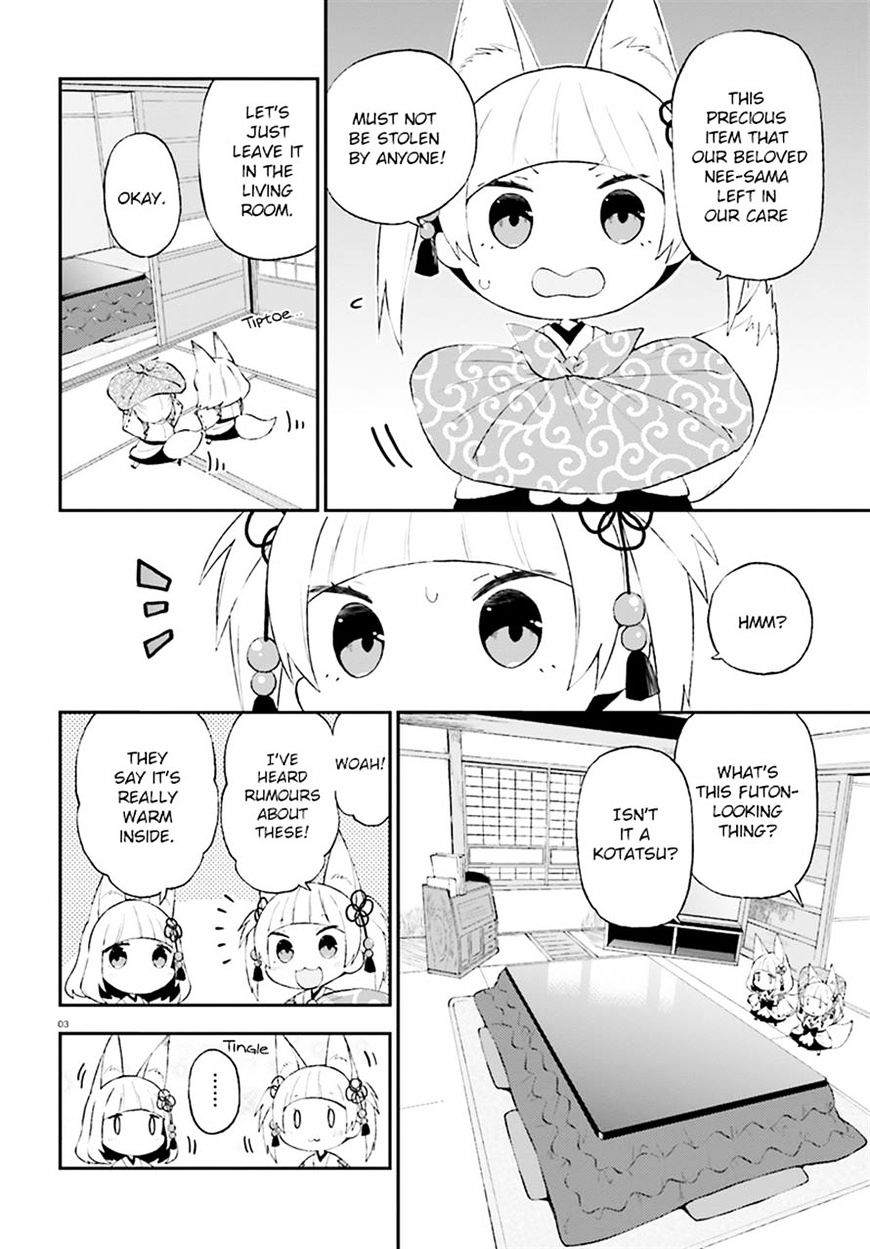 THIS
PRECIOUS
ITEM THAT
OUR BELOVED
NEE-SAMA
LEFT IN
OUR CARE
MUST NOT
BE STOLEN
BY ANYONE!
LET'S
JUST
LEAVE IT
IN THE
LIVING
ROOM.
OKAY.
Tiptoe...
HMM?
WHAT'S
THIS FUTON-
LOOKING
THING?
ISN'T
IT A
KOTATSU?
WOAH!
I'VE
HEARD
RUMOURS
ABOUT
THESE!
THEY
SAY IT'S
REALLY
WARM
INSIDE.
03
Tingle
......